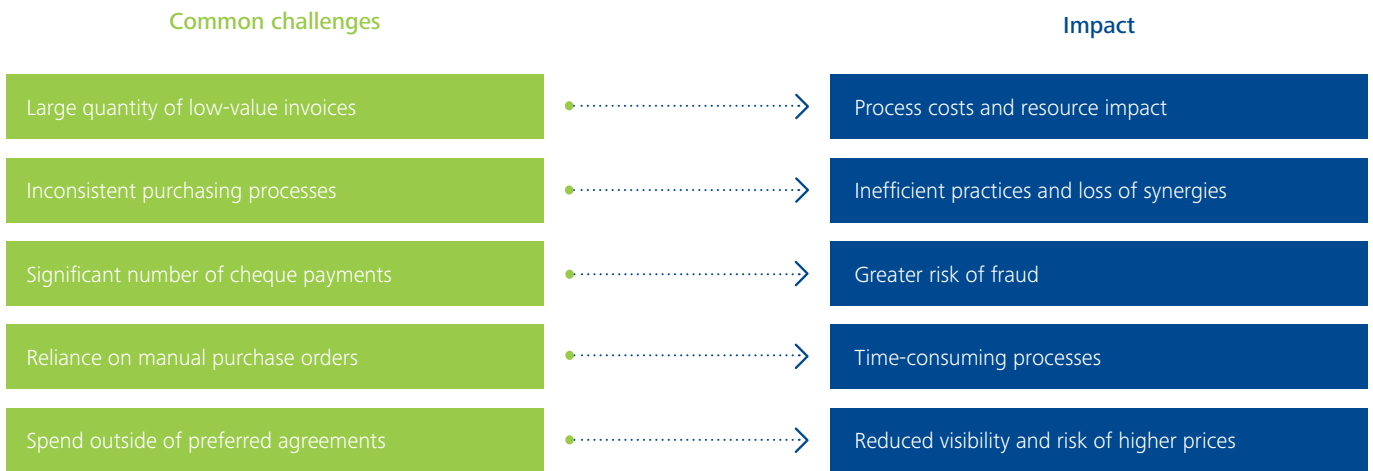 Common challenges
Impact
Large quantity of low-value invoices
Process costs and resource impact
Inconsistent purchasing processes
Inefficient practices and loss of synergies
Significant number of cheque payments
Greater risk of fraud
Reliance on manual purchase orders
Time-consuming processes
Spend outside of preferred agreements
Reduced visibility and risk of higher prices